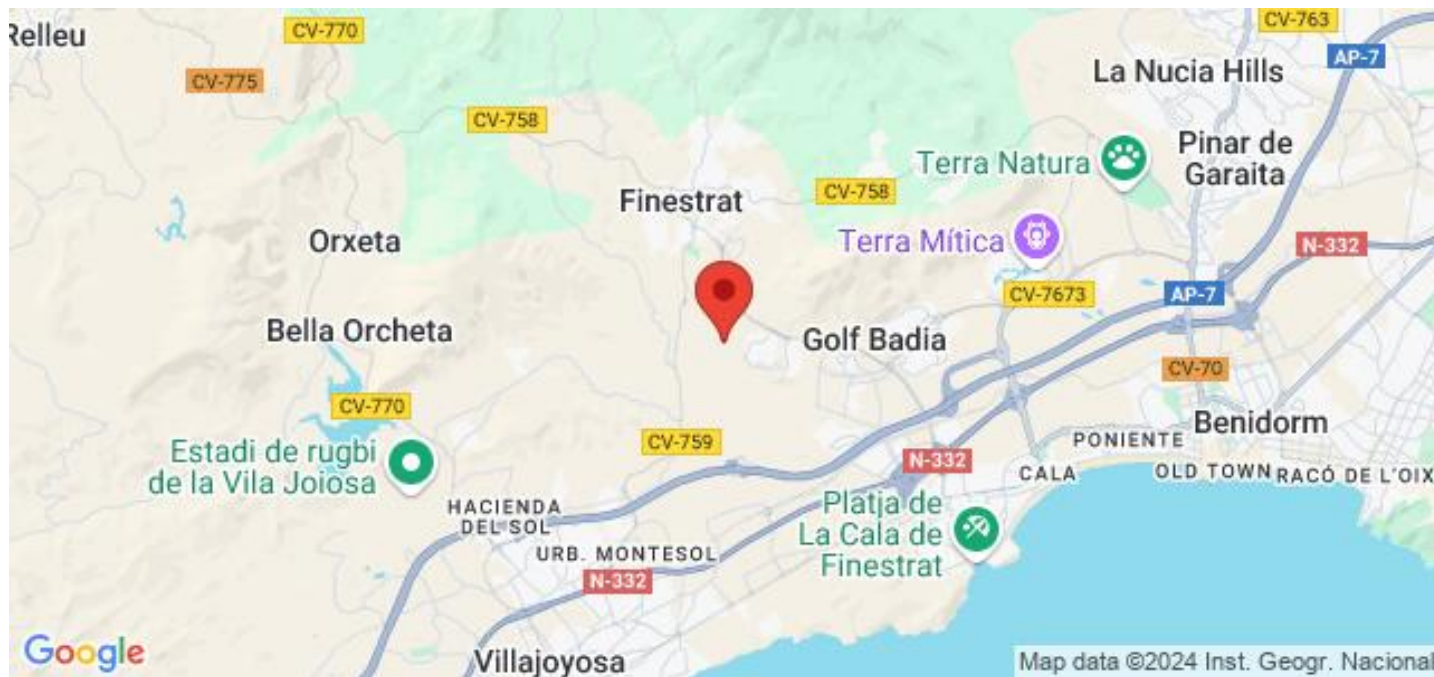 Relleu
CV-770
CV-763
AP-7
La Nucia Hills
CV-775
CV-758
Pinar de
Garaita
Terra Natura
Finestrat
CV-758
Orxeta
Terra Mítica
N-332
CV-7673
AP-7
Bella Orcheta
Golf Badia
CV-70
CV-770
Benidorm
CV-759
PONIENTE
Estadi de rugbi
de la Vila Joiosa
N-332
CALA
OLD TOWN
RACÓ DE L'OIX
HACIENDA
DEL SOL
Platja de
La Cala de
Finestrat
URB. MONTESOL
N-332
Google
Villajoyosa
Map data ©2024 Inst. Geogr. Nacional